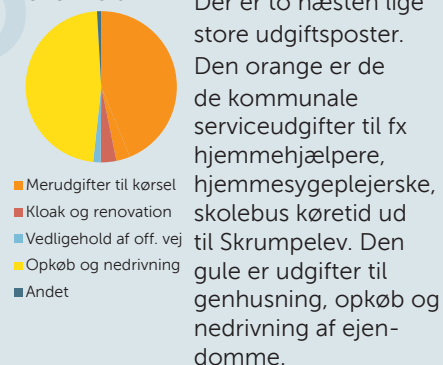 Der er to næsten lige
store udgiftsposter.
Den orange er de
de kommunale
serviceudgifter til fx
hjemmehjælpere,
hjemmesygeplejerske,
skolebus køretid ud
til Skrumpelev. Den
gule er udgifter til
genhusning, opkøb og
nedrivning af ejen-
domme.
Merudgifter til kørsel
Kloak og renovation
Vedligehold af off. vej
Opkøb og nedrivning
Andet